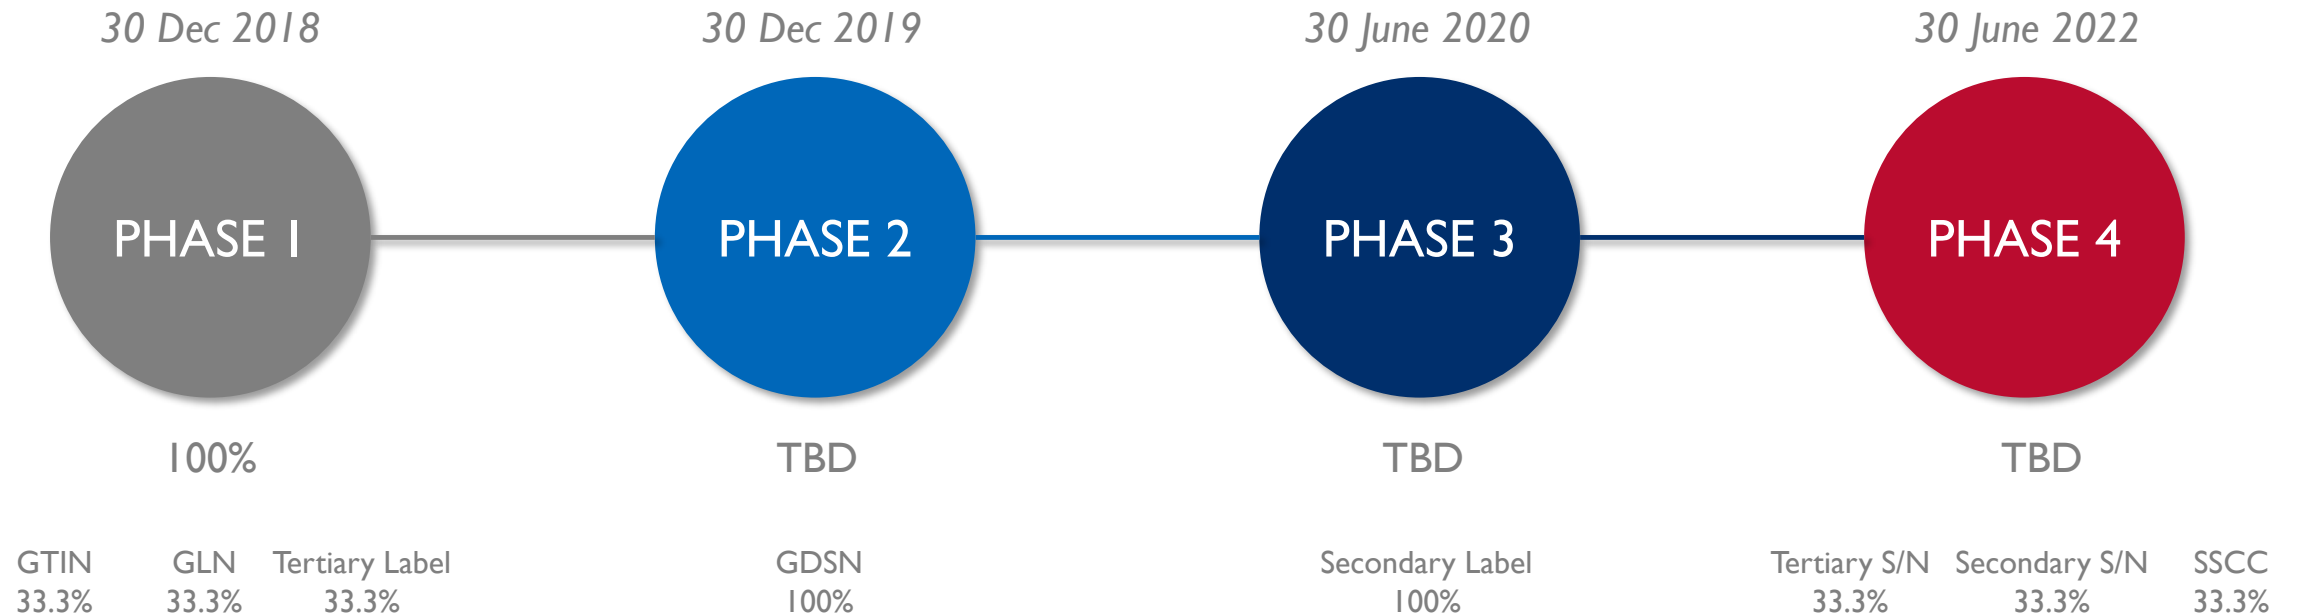 30 Dec 2018
30 Dec 2019
30 June 2020
30 June 2022
PHASE 1
PHASE 2
PHASE 3
PHASE 4
100%
TBD
TBD
TBD
GTIN
33.3%
GLN
33.3%
Tertiary Label
33.3%
GDSN
100%
Secondary Label
100%
Tertiary S/N
33.3%
Secondary S/N
33.3%
SSCC
33.3%